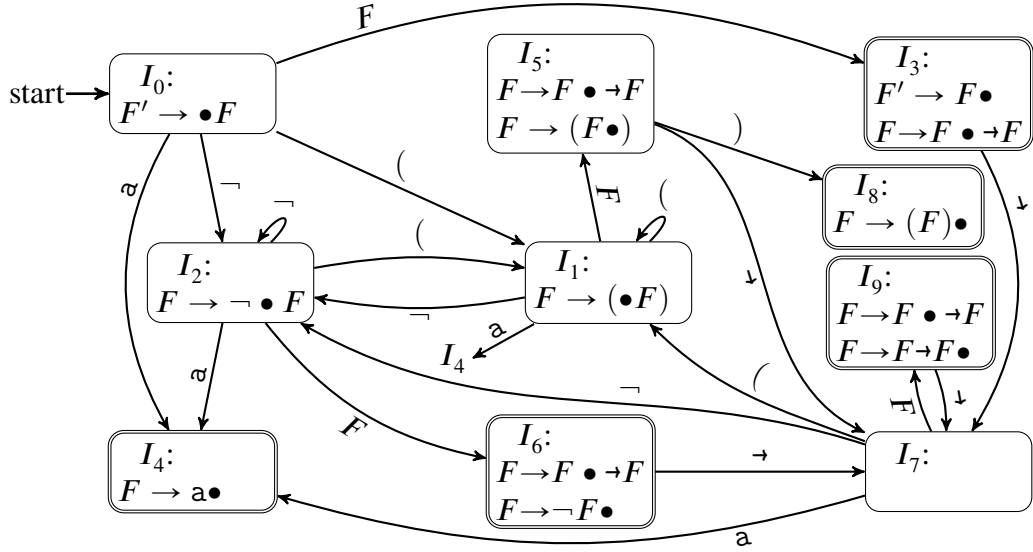 F
a
¬
(
start
I₀:
F′ → •F
I₅:
F→F • →F
F → (F•)
)
→
I₃:
F′ → F•
F→F • →F
→
I₈:
F → (F)•
F
(
¬
(
¬
I₂:
F → ¬ • F
I₁:
F → (•F)
a
I₄
I₉:
F→F • →F
F→F→F•
a
F
¬
(
F
→
I₄:
F → a•
I₆:
F→F • →F
F→¬F•
→
I₇:
a